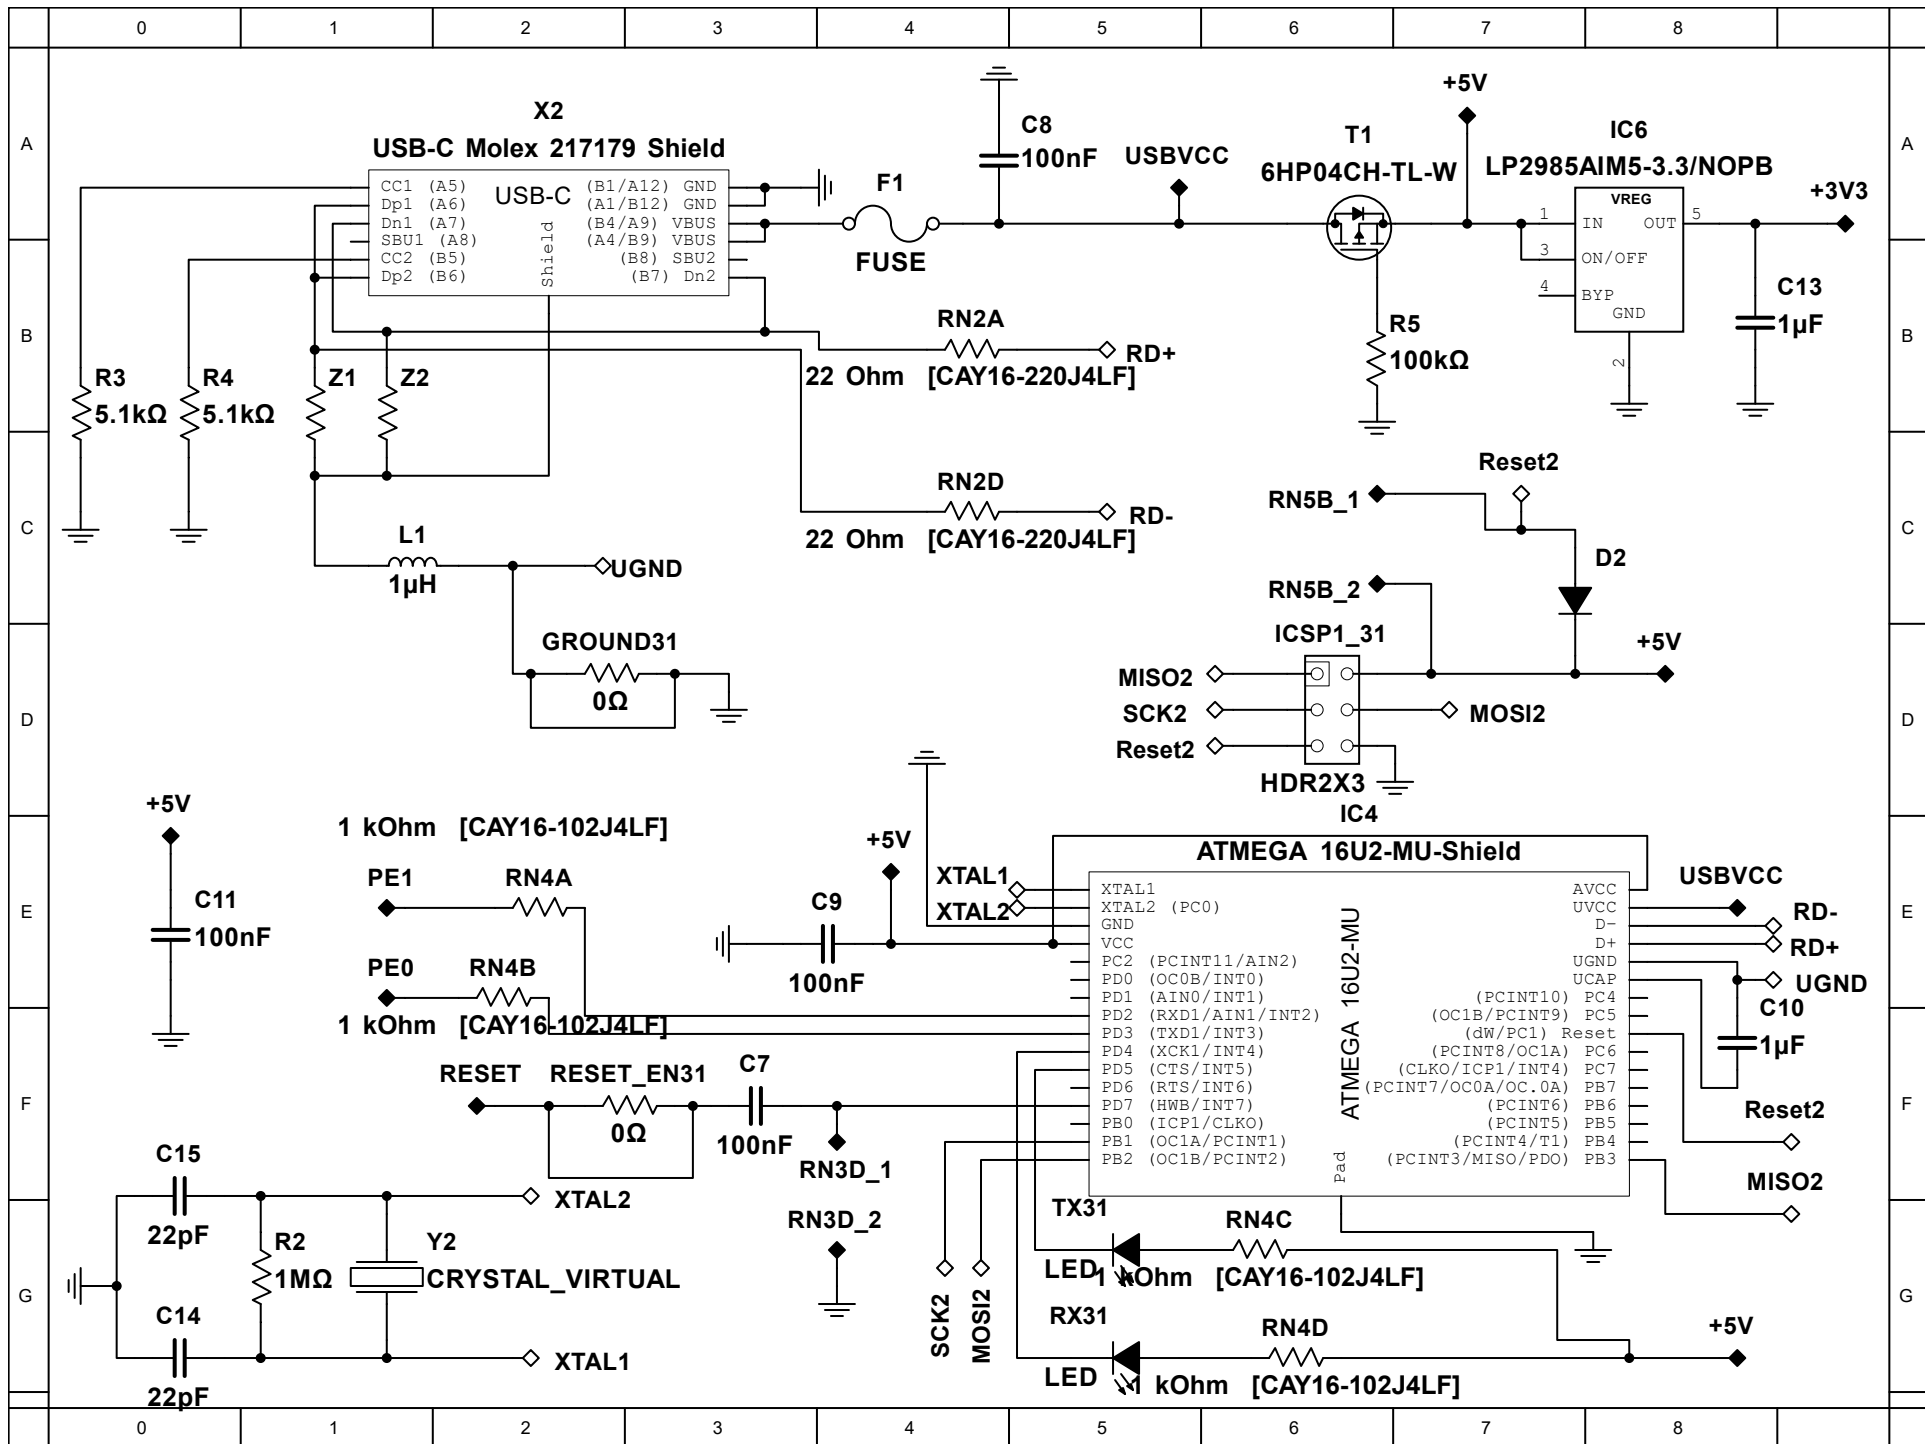 0 1 2 3 4 5 6 7 8
A A
B B
C C
D D
E E
F F
G G
X2
USB-C Molex 217179 Shield
USB-C
Shield
CC1 (A5) (B1/A12) GND
Dp1 (A6) (A1/B12) GND
Dn1 (A7) (B4/A9) VBUS
SBU1 (A8) (A4/B9) VBUS
CC2 (B5) (B8) SBU2
Dp2 (B6) (B7) Dn2
F1
FUSE
C8
100nF
USBVCC
T1
6HP04CH-TL-W
+5V
IC6
LP2985AIM5-3.3/NOPB
VREG
1 IN OUT 5
3 ON/OFF
4 BYP
GND
2
+3V3
C13
1µF
R5
100kΩ
R3
5.1kΩ
R4
5.1kΩ
Z1
Z2
RN2A
RD+
22 Ohm [CAY16-220J4LF]
RN2D
RD-
22 Ohm [CAY16-220J4LF]
L1
1µH
UGND
GROUND31
0Ω
Reset2
RN5B_1
D2
RN5B_2
ICSP1_31
+5V
MISO2
SCK2
MOSI2
Reset2
HDR2X3
+5V
C11
100nF
1 kOhm [CAY16-102J4LF]
PE1
RN4A
PE0
RN4B
1 kOhm [CAY16-102J4LF]
+5V
C9
100nF
XTAL1
XTAL2
IC4
ATMEGA 16U2-MU-Shield
ATMEGA 16U2-MU
XTAL1 AVCC
XTAL2 (PC0) UVCC
GND D-
VCC D+
PC2 (PCINT11/AIN2) UGND
PD0 (OC0B/INT0) UCAP
PD1 (AIN0/INT1) (PCINT10) PC4
PD2 (RXD1/AIN1/INT2) (OC1B/PCINT9) PC5
PD3 (TXD1/INT3) (dW/PC1) Reset
PD4 (XCK1/INT4) (PCINT8/OC1A) PC6
PD5 (CTS/INT5) (CLKO/ICP1/INT4) PC7
PD6 (RTS/INT6) (PCINT7/OC0A/OC.0A) PB7
PD7 (HWB/INT7) (PCINT6) PB6
PB0 (ICP1/CLKO) (PCINT5) PB5
PB1 (OC1A/PCINT1) (PCINT4/T1) PB4
PB2 (OC1B/PCINT2) (PCINT3/MISO/PDO) PB3
Pad
USBVCC
RD-
RD+
UGND
C10
1µF
Reset2
MISO2
RESET
RESET_EN31
0Ω
C7
100nF
RN3D_1
RN3D_2
C15
22pF
XTAL2
R2
1MΩ
Y2
CRYSTAL_VIRTUAL
C14
22pF
XTAL1
SCK2
MOSI2
TX31
LED
RN4C
1 kOhm [CAY16-102J4LF]
RX31
LED
RN4D
1 kOhm [CAY16-102J4LF]
+5V
0 1 2 3 4 5 6 7 8